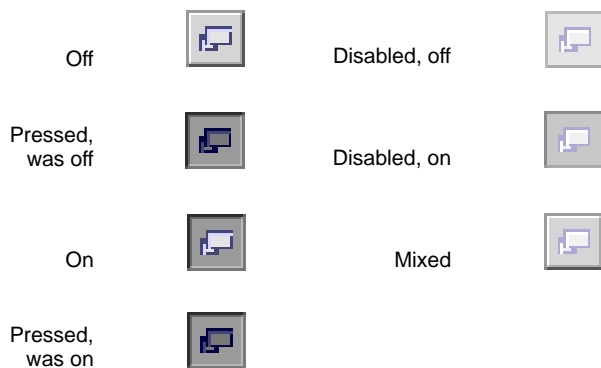 Off
Pressed,
was off
On
Pressed,
was on
Disabled, off
Disabled, on
Mixed